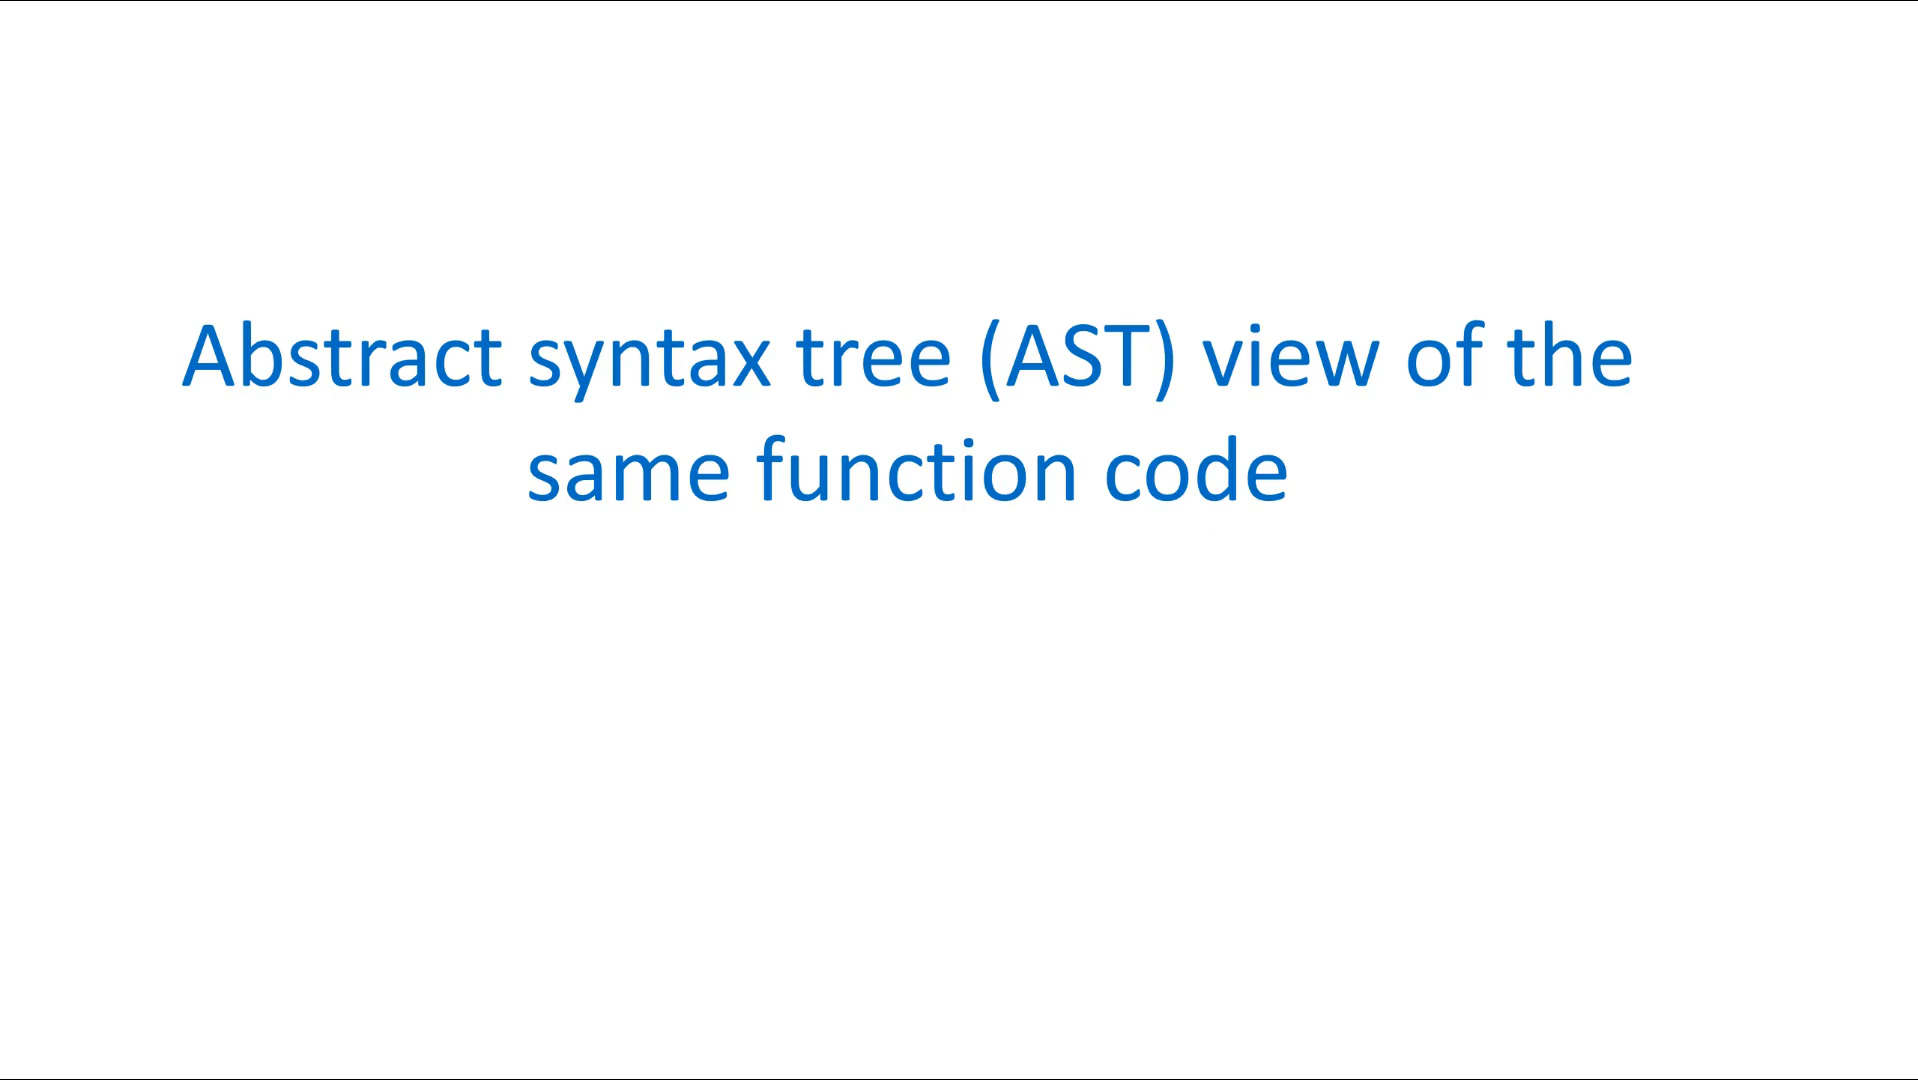 Abstract syntax tree (AST) view of the
same function code